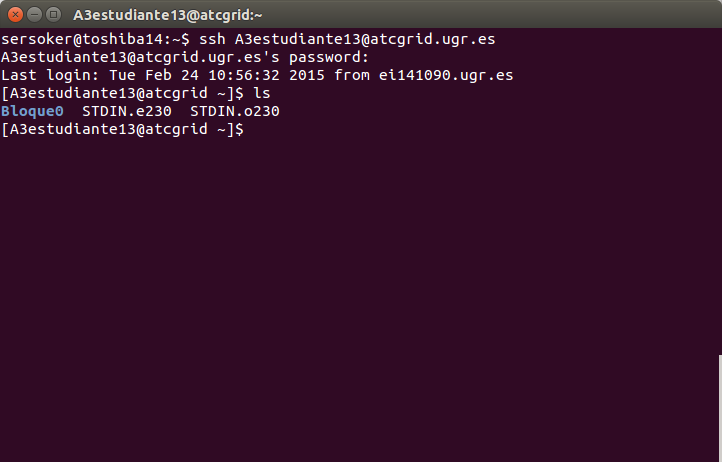 A3estudiante13@atcgrid:~
sersoker@toshiba14:~$ ssh A3estudiante13@atcgrid.ugr.es
A3estudiante13@atcgrid.ugr.es's password:
Last login: Tue Feb 24 10:56:32 2015 from ei141090.ugr.es
[A3estudiante13@atcgrid ~]$ ls
Bloque0  STDIN.e230  STDIN.o230
[A3estudiante13@atcgrid ~]$